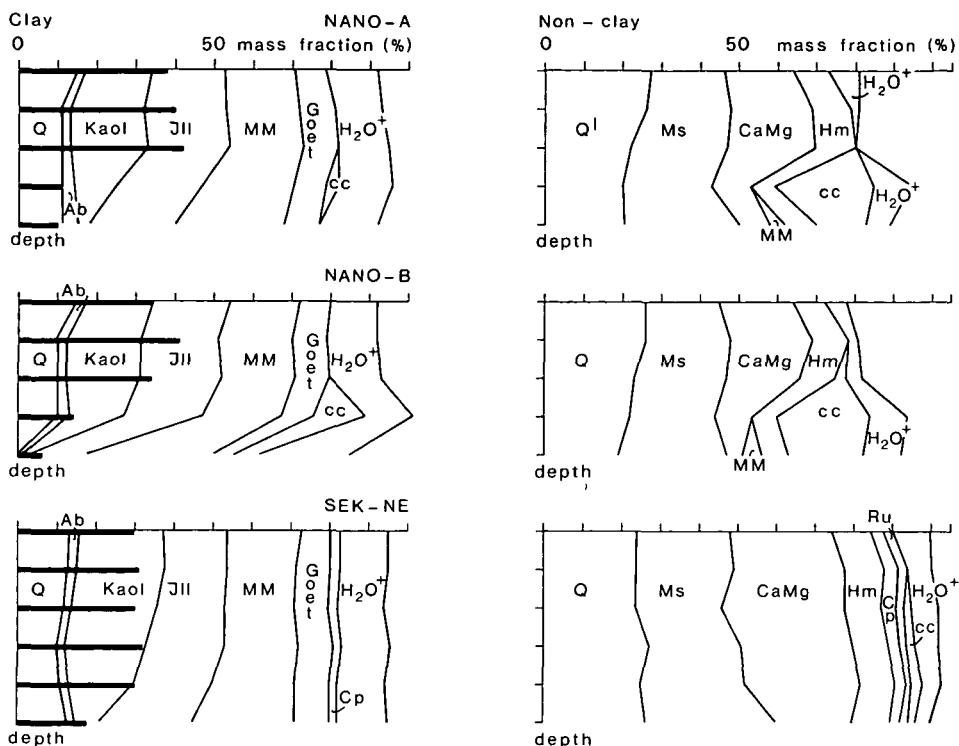 Clay NANO-A
0 50 mass fraction (%)
Q Kaol Jll MM Goet H₂O⁺
cc
Ab
depth
Non-clay
0 50 mass fraction (%)
H₂O⁺
Q Ms CaMg Hm
cc
H₂O⁺
MM
depth
NANO-B
Ab
Q Kaol Jll MM Goet H₂O⁺
cc
depth
Q Ms CaMg Hm
cc
H₂O⁺
MM
depth
SEK-NE
Ab
Q Kaol Jll MM Goet H₂O⁺
Cp
depth
Ru
Q Ms CaMg Hm Cp H₂O⁺
cc
depth